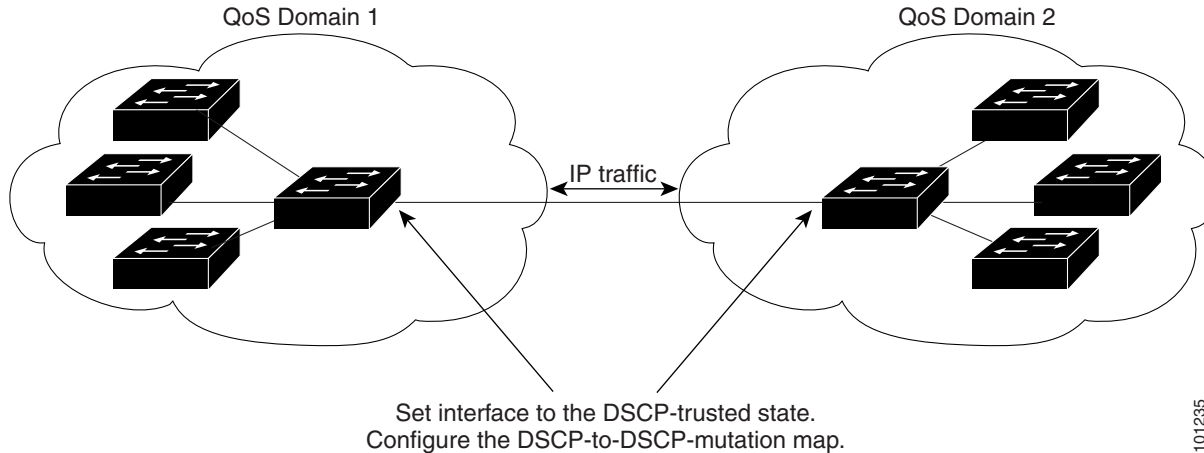 QoS Domain 1
QoS Domain 2
IP traffic
Set interface to the DSCP-trusted state.
Configure the DSCP-to-DSCP-mutation map.
101235